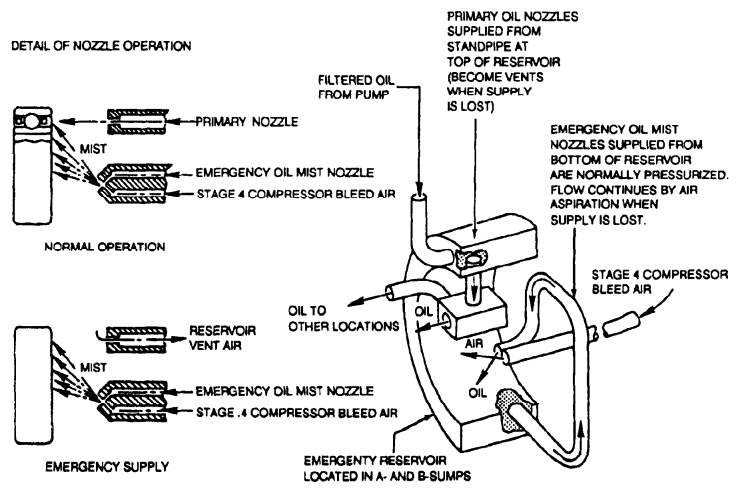 DETAIL OF NOZZLE OPERATION
PRIMARY NOZZLE
MIST
EMERGENCY OIL MIST NOZZLE
STAGE 4 COMPRESSOR BLEED AIR
NORMAL OPERATION
RESERVOIR
VENT AIR
MIST
EMERGENCY OIL MIST NOZZLE
STAGE .4 COMPRESSOR BLEED AIR
EMERGENCY SUPPLY
FILTERED OIL
FROM PUMP
PRIMARY OIL NOZZLES
SUPPLIED FROM
STANDPIPE AT
TOP OF RESERVOIR
(BECOME VENTS
WHEN SUPPLY
IS LOST)
EMERGENCY OIL MIST
NOZZLES SUPPLIED FROM
BOTTOM OF RESERVOIR
ARE NORMALLY PRESSURIZED.
FLOW CONTINUES BY AIR
ASPIRATION WHEN
SUPPLY IS LOST.
STAGE 4 COMPRESSOR
BLEED AIR
OIL TO
OTHER LOCATIONS
OIL
AIR
OIL
EMERGENTY RESERVOIR
LOCATED IN A- AND B-SUMPS